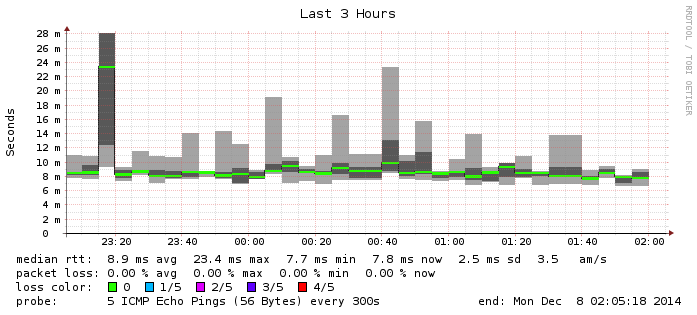 Last 3 Hours
RRDTOOL / TOBI OETIKER
Seconds
28 m
26 m
24 m
22 m
20 m
18 m
16 m
14 m
12 m
10 m
8 m
6 m
4 m
2 m
0
23:20 23:40 00:00 00:20 00:40 01:00 01:20 01:40 02:00
median rtt: 8.9 ms avg 23.4 ms max 7.7 ms min 7.8 ms now 2.5 ms sd 3.5 am/s
packet loss: 0.00 % avg 0.00 % max 0.00 % min 0.00 % now
loss color: 0 1/5 2/5 3/5 4/5
probe: 5 ICMP Echo Pings (56 Bytes) every 300s end: Mon Dec 8 02:05:18 2014